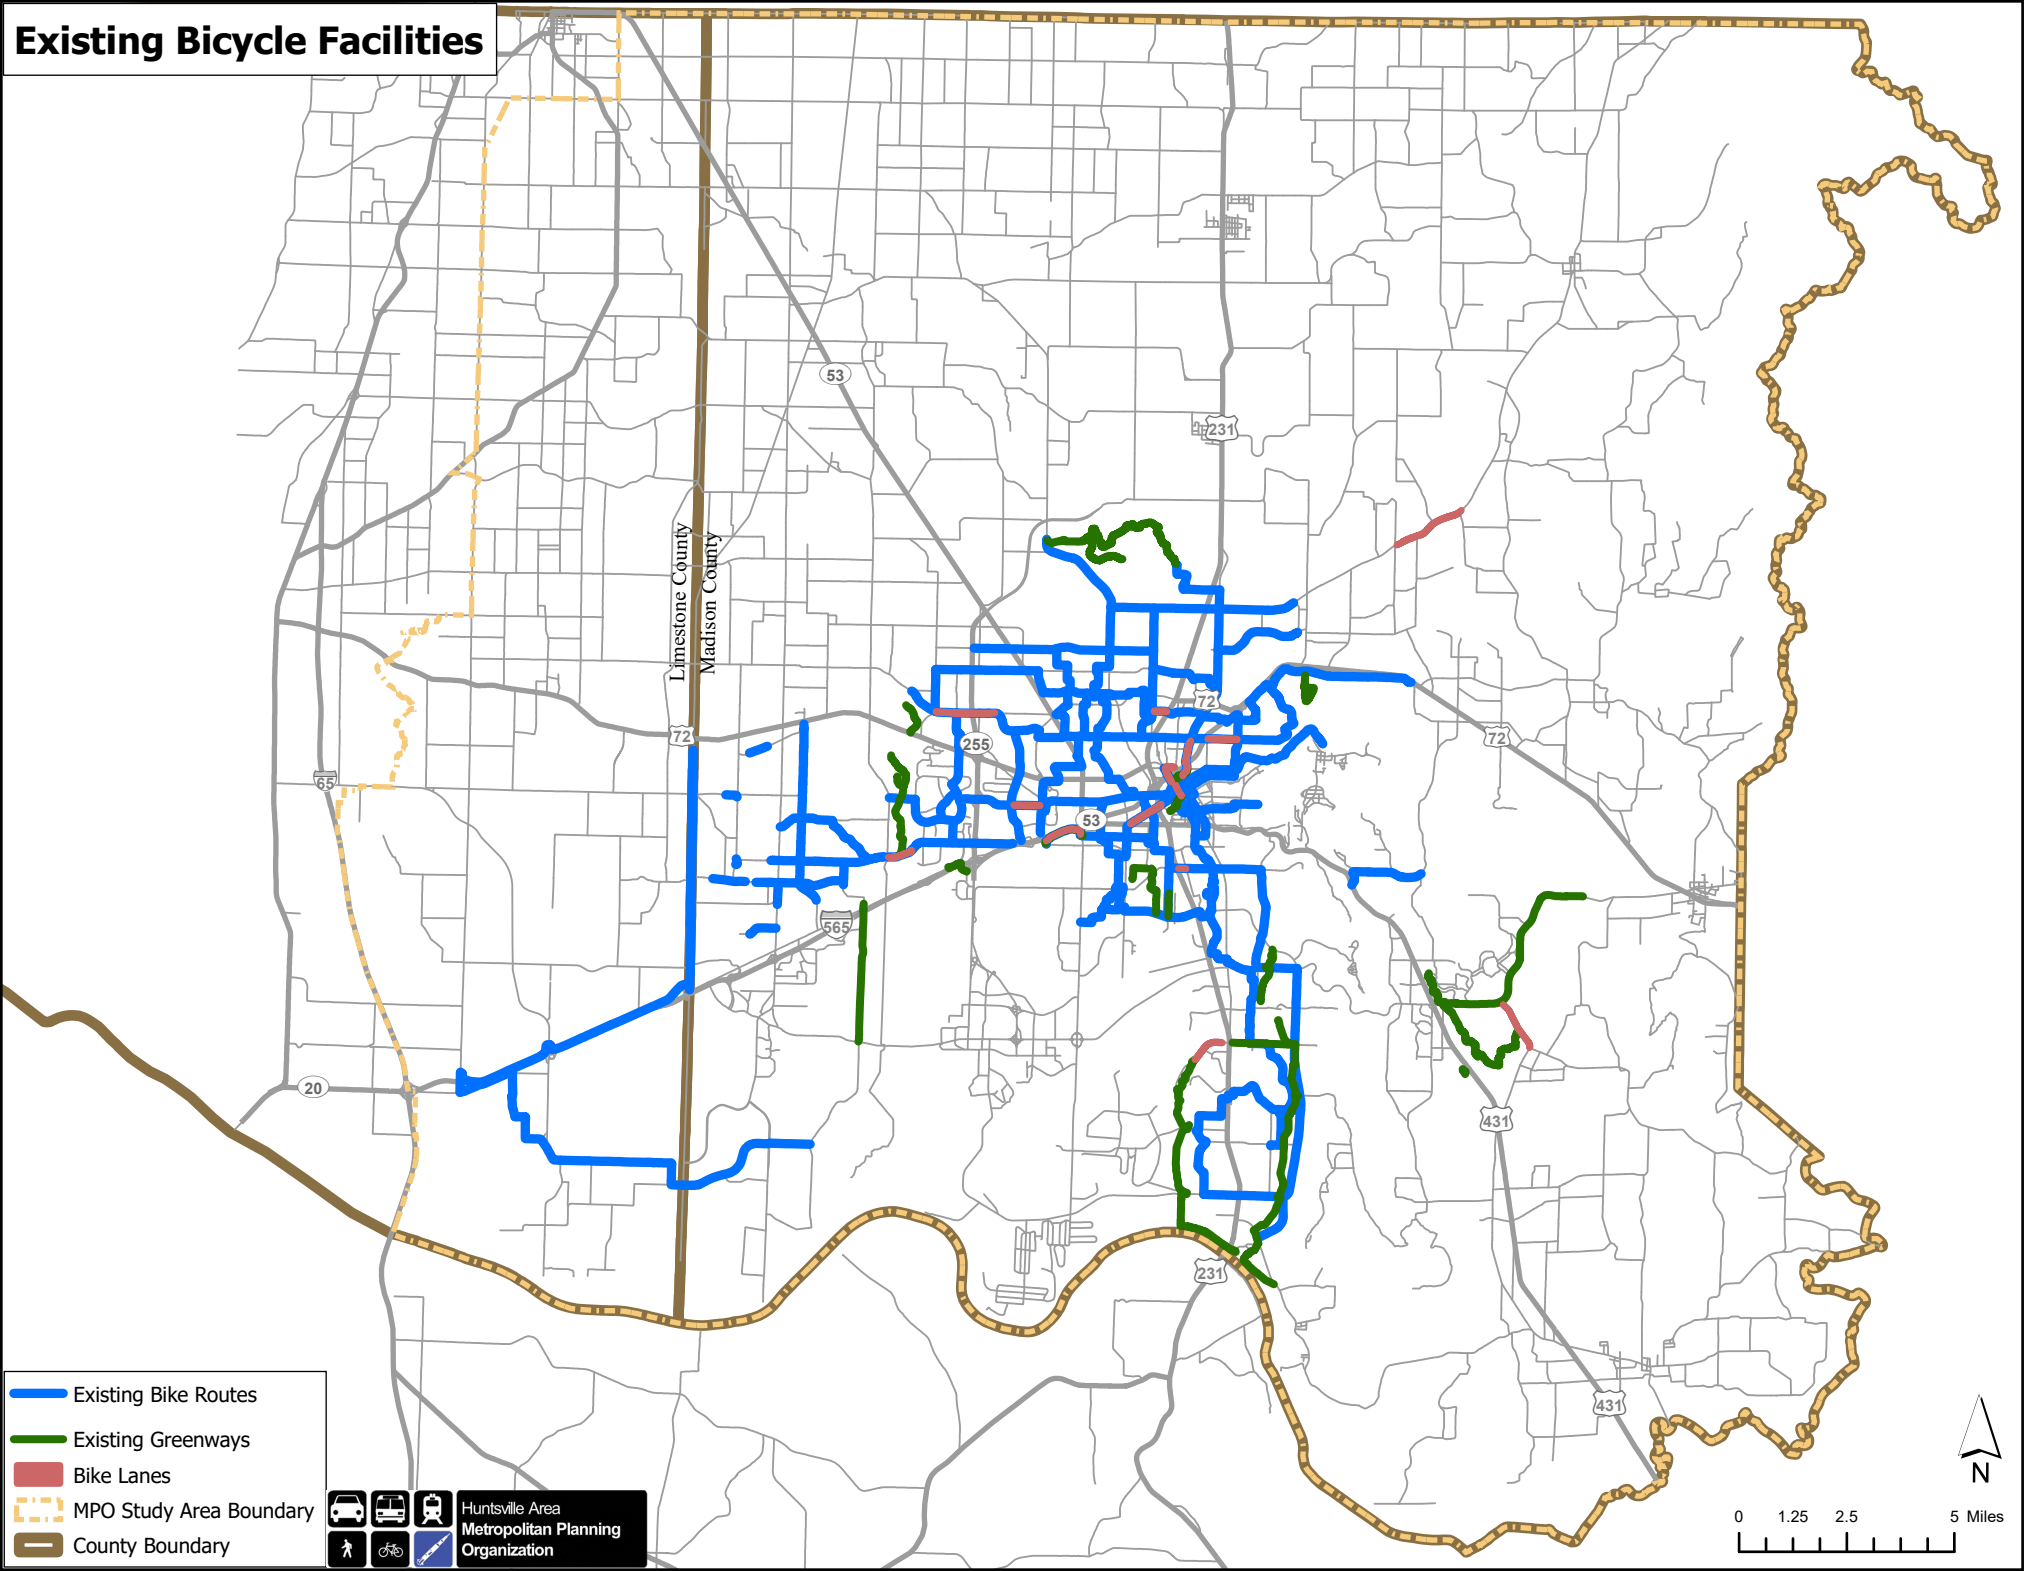 Existing Bicycle Facilities
53
231
Limestone County
Madison County
72
72
255
72
65
53
565
20
431
231
431
Existing Bike Routes
Existing Greenways
Bike Lanes
MPO Study Area Boundary
County Boundary
Huntsville Area
Metropolitan Planning
Organization
N
0 1.25 2.5 5 Miles